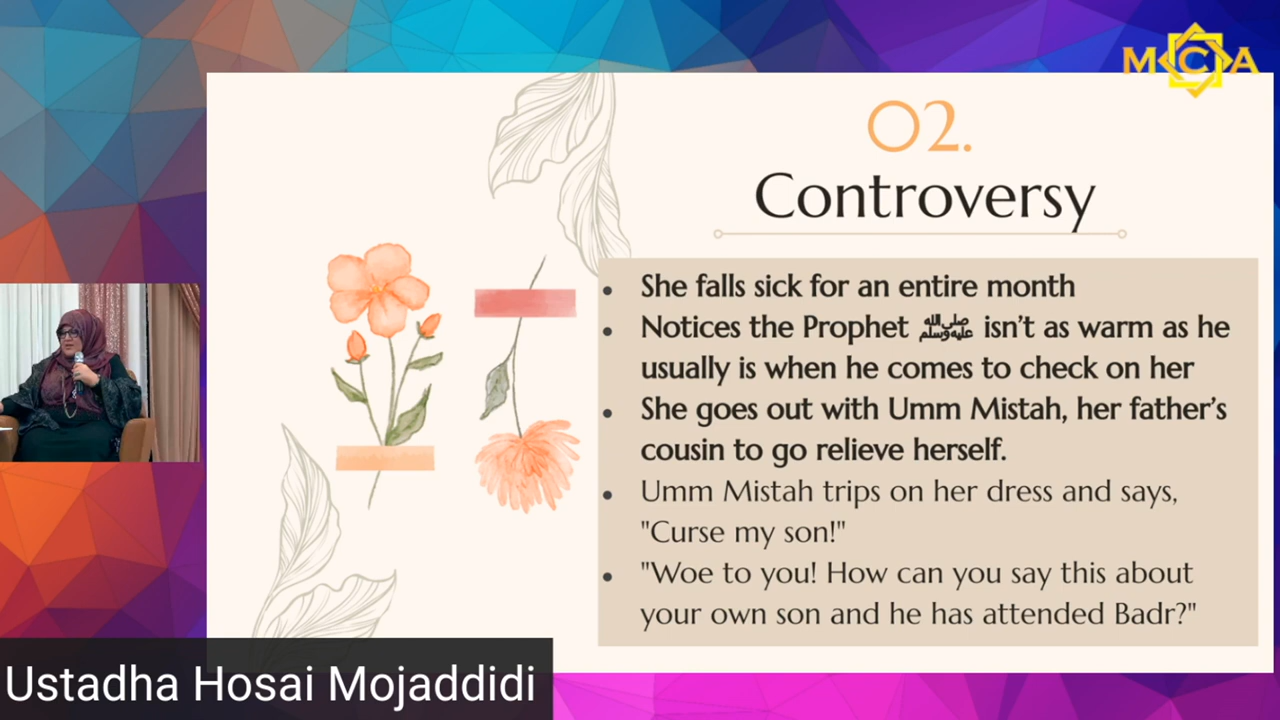 MCA
02.
Controversy
• She falls sick for an entire month
• Notices the Prophet ﷺ isn’t as warm as he
usually is when he comes to check on her
• She goes out with Umm Mistah, her father’s
cousin to go relieve herself.
• Umm Mistah trips on her dress and says,
"Curse my son!"
• "Woe to you! How can you say this about
your own son and he has attended Badr?"
Ustadha Hosai Mojaddidi